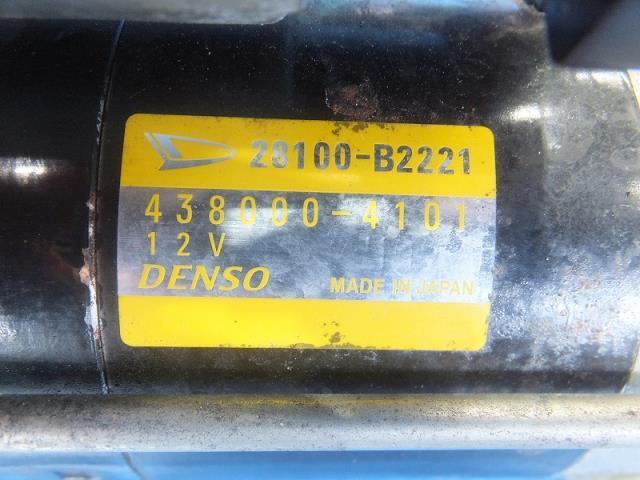 28100-B2221
438000-4101
12V
DENSO MADE IN JAPAN